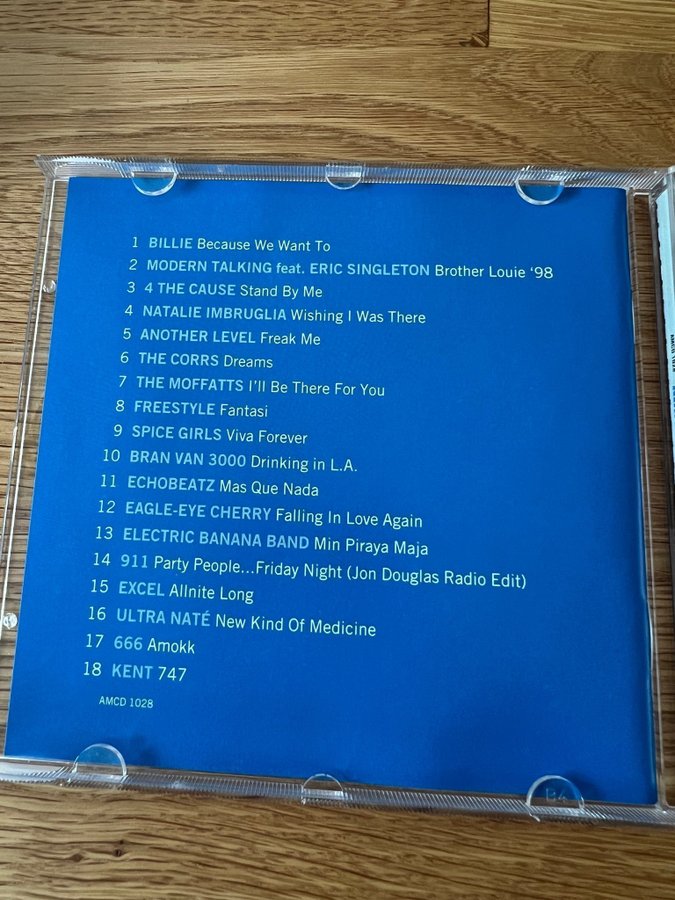 1 BILLIE Because We Want To
2 MODERN TALKING feat. ERIC SINGLETON Brother Louie ‘98
3 4 THE CAUSE Stand By Me
4 NATALIE IMBRUGLIA Wishing I Was There
5 ANOTHER LEVEL Freak Me
6 THE CORRS Dreams
7 THE MOFFATTS I'll Be There For You
8 FREESTYLE Fantasi
9 SPICE GIRLS Viva Forever
10 BRAN VAN 3000 Drinking in L.A.
11 ECHOBEATZ Mas Que Nada
12 EAGLE-EYE CHERRY Falling In Love Again
13 ELECTRIC BANANA BAND Min Piraya Maja
14 911 Party People...Friday Night (Jon Douglas Radio Edit)
15 EXCEL Allnite Long
16 ULTRA NATÉ New Kind Of Medicine
17 666 Amokk
18 KENT 747
AMCD 1028